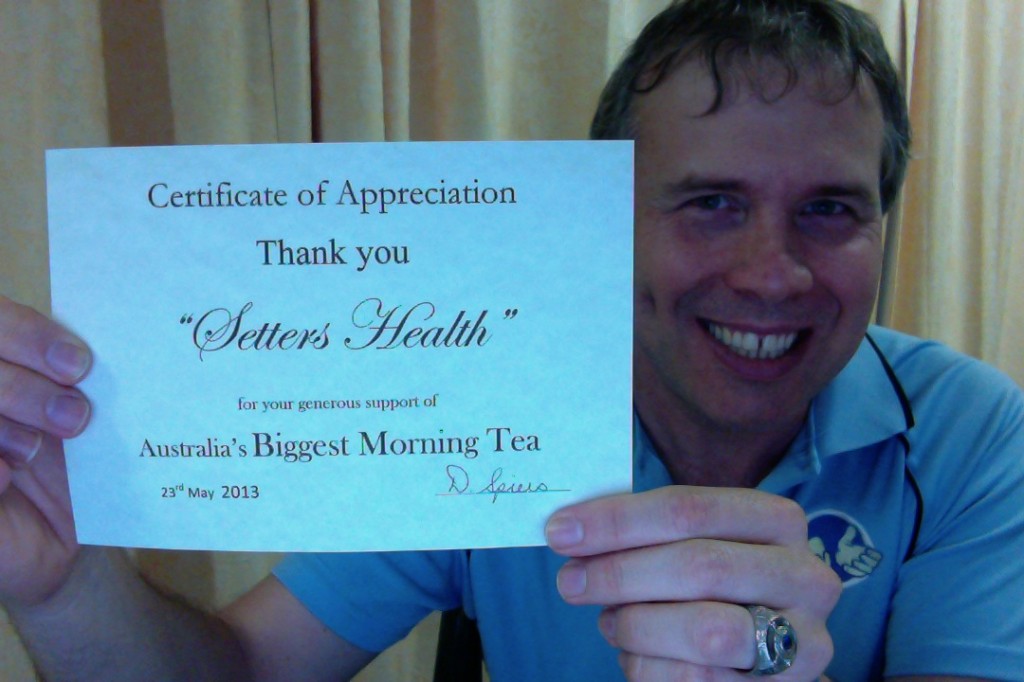 Certificate of Appreciation
Thank you
“Setters Health”
for your generous support of
Australia's Biggest Morning Tea
23rd May 2013
D. Spiers